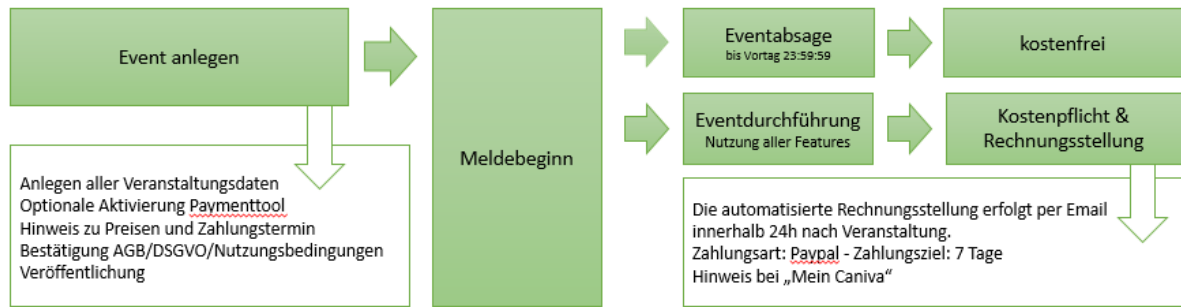 Event anlegen
Anlegen aller Veranstaltungsdaten
Optionale Aktivierung Paymenttool
Hinweis zu Preisen und Zahlungstermin
Bestätigung AGB/DSGVO/Nutzungsbedingungen
Veröffentlichung
Meldebeginn
Eventabsage
bis Vortag 23:59:59
kostenfrei
Eventdurchführung
Nutzung aller Features
Kostenpflicht &
Rechnungsstellung
Die automatisierte Rechnungsstellung erfolgt per Email
innerhalb 24h nach Veranstaltung.
Zahlungsart: Paypal - Zahlungsziel: 7 Tage
Hinweis bei „Mein Caniva“